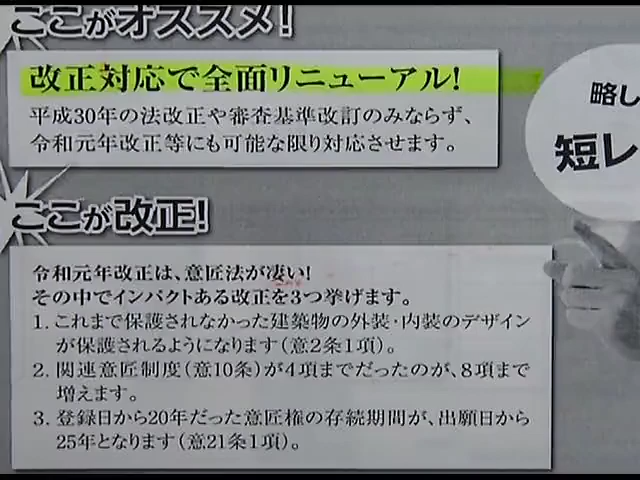 ここがオススメ!
改正対応で全面リニューアル!
平成30年の法改正や審査基準改訂のみならず、
令和元年改正等にも可能な限り対応させます。
略し
短レ
ここが改正!
令和元年改正は、意匠法が凄い!
その中でインパクトある改正を3つ挙げます。
1. これまで保護されなかった建築物の外装・内装のデザイン
が保護されるようになります(意2条1項)。
2. 関連意匠制度(意10条)が4項までだったのが、8項まで
増えます。
3. 登録日から20年だった意匠権の存続期間が、出願日から
25年となります(意21条1項)。